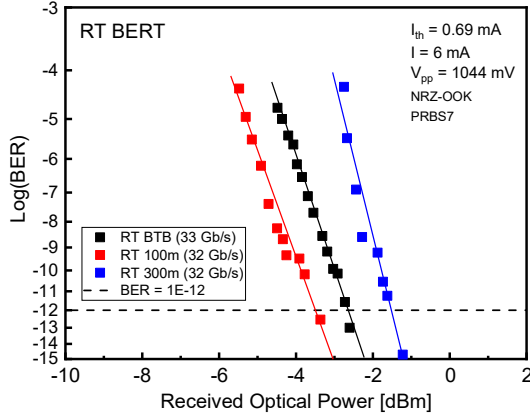 RT BERT
I_th = 0.69 mA
I = 6 mA
V_pp = 1044 mV
NRZ-OOK
PRBS7
Log(BER)
-3
-4
-5
-6
-7
-8
-9
-10
-11
-12
-13
-14
-15
RT BTB (33 Gb/s)
RT 100m (32 Gb/s)
RT 300m (32 Gb/s)
BER = 1E-12
-10
-8
-6
-4
-2
0
2
Received Optical Power [dBm]